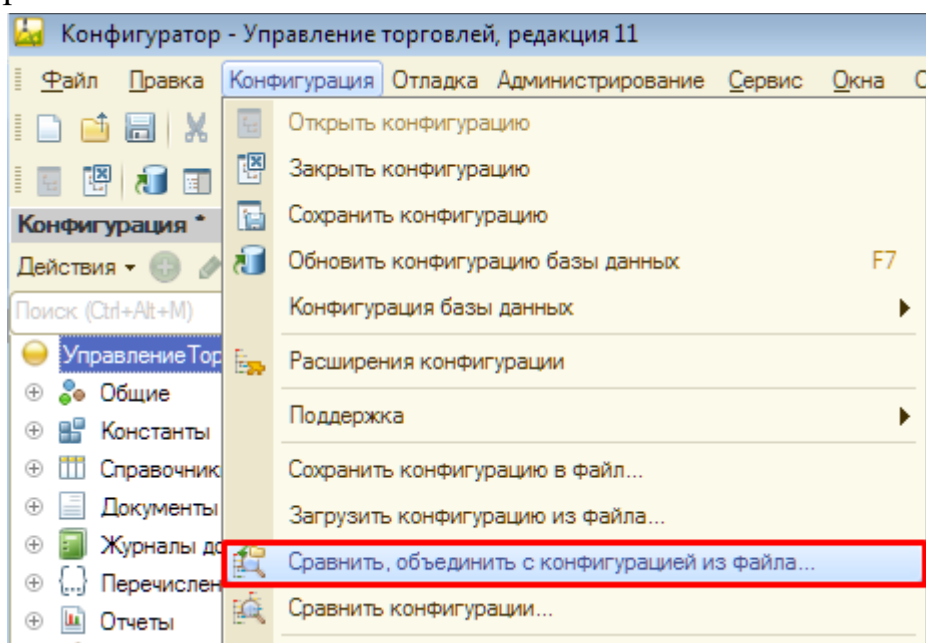 Конфигуратор - Управление торговлей, редакция 11
Файл Правка Конфигурация Отладка Администрирование Сервис Окна
Открыть конфигурацию
Закрыть конфигурацию
Конфигурация *
Сохранить конфигурацию
Действия
Обновить конфигурацию базы данных F7
Поиск (Ctrl+Alt+M)
Конфигурация базы данных
УправлениеТор
Расширения конфигурации
Общие
Поддержка
Константы
Справочник
Сохранить конфигурацию в файл...
Документы
Загрузить конфигурацию из файла...
Журналы до
Сравнить, объединить с конфигурацией из файла...
Перечислен
Отчеты
Сравнить конфигурации...